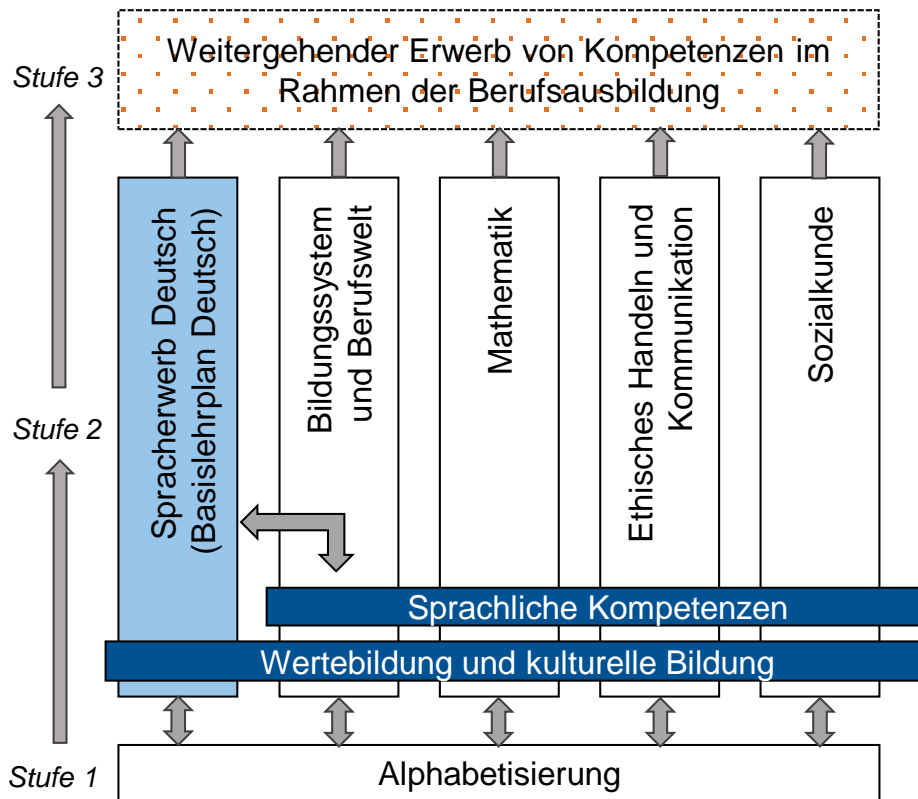 Weitergehender Erwerb von Kompetenzen im
Rahmen der Berufsausbildung
Stufe 3
Spracherwerb Deutsch
(Basislehrplan Deutsch)
Bildungssystem
und Berufswelt
Mathematik
Ethisches Handeln und
Kommunikation
Sozialkunde
Stufe 2
Sprachliche Kompetenzen
Wertebildung und kulturelle Bildung
Stufe 1
Alphabetisierung